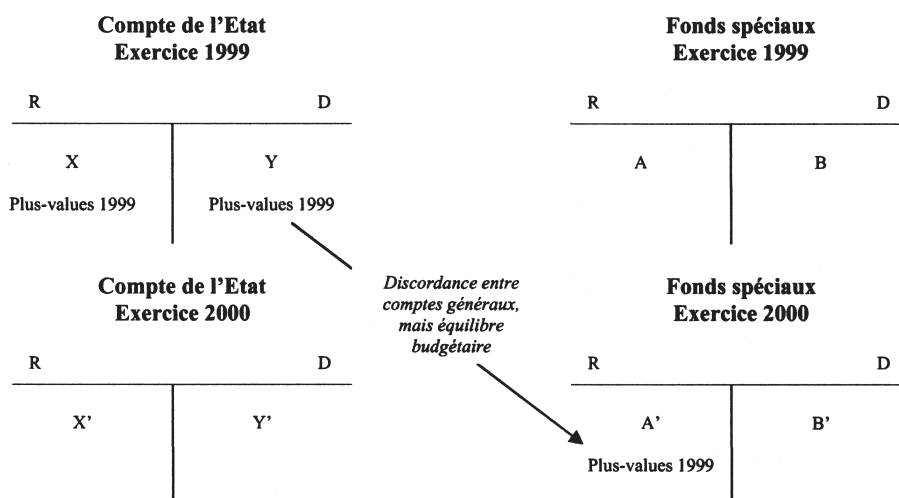 Compte de l'Etat
Exercice 1999
R D
X Y
Plus-values 1999 Plus-values 1999
Fonds spéciaux
Exercice 1999
R D
A B
Compte de l'Etat
Exercice 2000
R D
X' Y'
Discordance entre
comptes généraux,
mais équilibre
budgétaire
Fonds spéciaux
Exercice 2000
R D
A' B'
Plus-values 1999